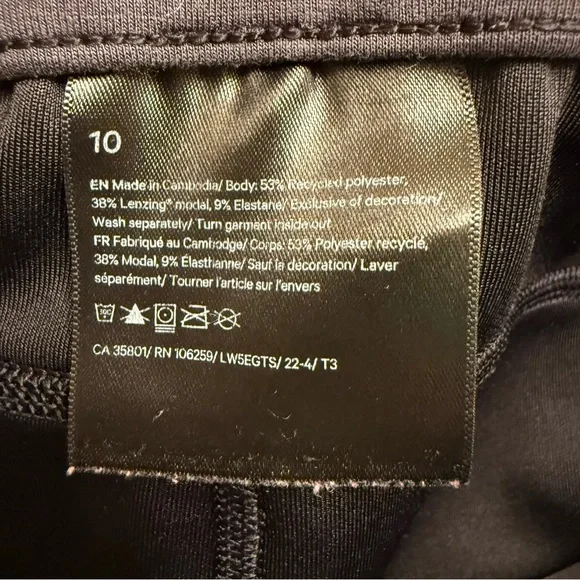 10
EN Made in Cambodia/ Body: 53% Recycled polyester,
38% Lenzing® modal, 9% Elastane/ Exclusive of decoration/
Wash separately/ Turn garment inside out
FR Fabriqué au Cambodge/ Corps: 53% Polyester recyclé,
38% Modal, 9% Élasthanne/ Sauf la décoration/ Laver
séparément/ Tourner l'article sur l'envers
30C
CA 35801/ RN 106259/ LW5EGTS/ 22-4/ T3